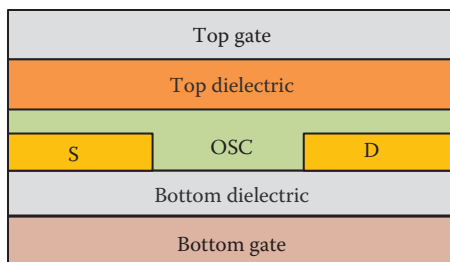 Top gate
Top dielectric
S
OSC
D
Bottom dielectric
Bottom gate